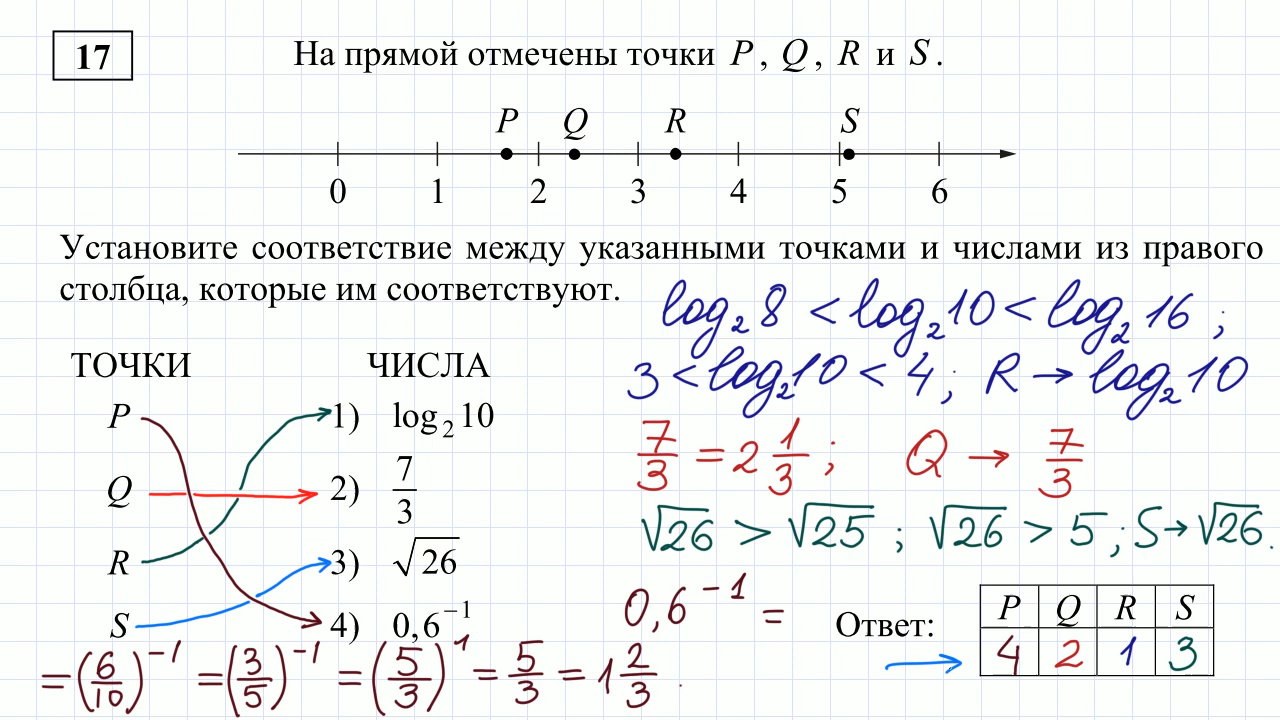 17
На прямой отмечены точки P, Q, R и S.
P Q R S
0 1 2 3 4 5 6
Установите соответствие между указанными точками и числами из правого
столбца, которые им соответствуют.
log₂8 < log₂10 < log₂16 ;
3 < log₂10 < 4 ; R → log₂10
ТОЧКИ ЧИСЛА
P 1) log₂10
Q 2) 7/3
R 3) √26
S 4) 0,6⁻¹
7/3 = 2 1/3 ; Q → 7/3
√26 > √25 ; √26 > 5 ; S → √26.
0,6⁻¹ =
= (6/10)⁻¹ = (3/5)⁻¹ = (5/3)¹ = 5/3 = 1 2/3 .
Ответ:
P Q R S
4 2 1 3